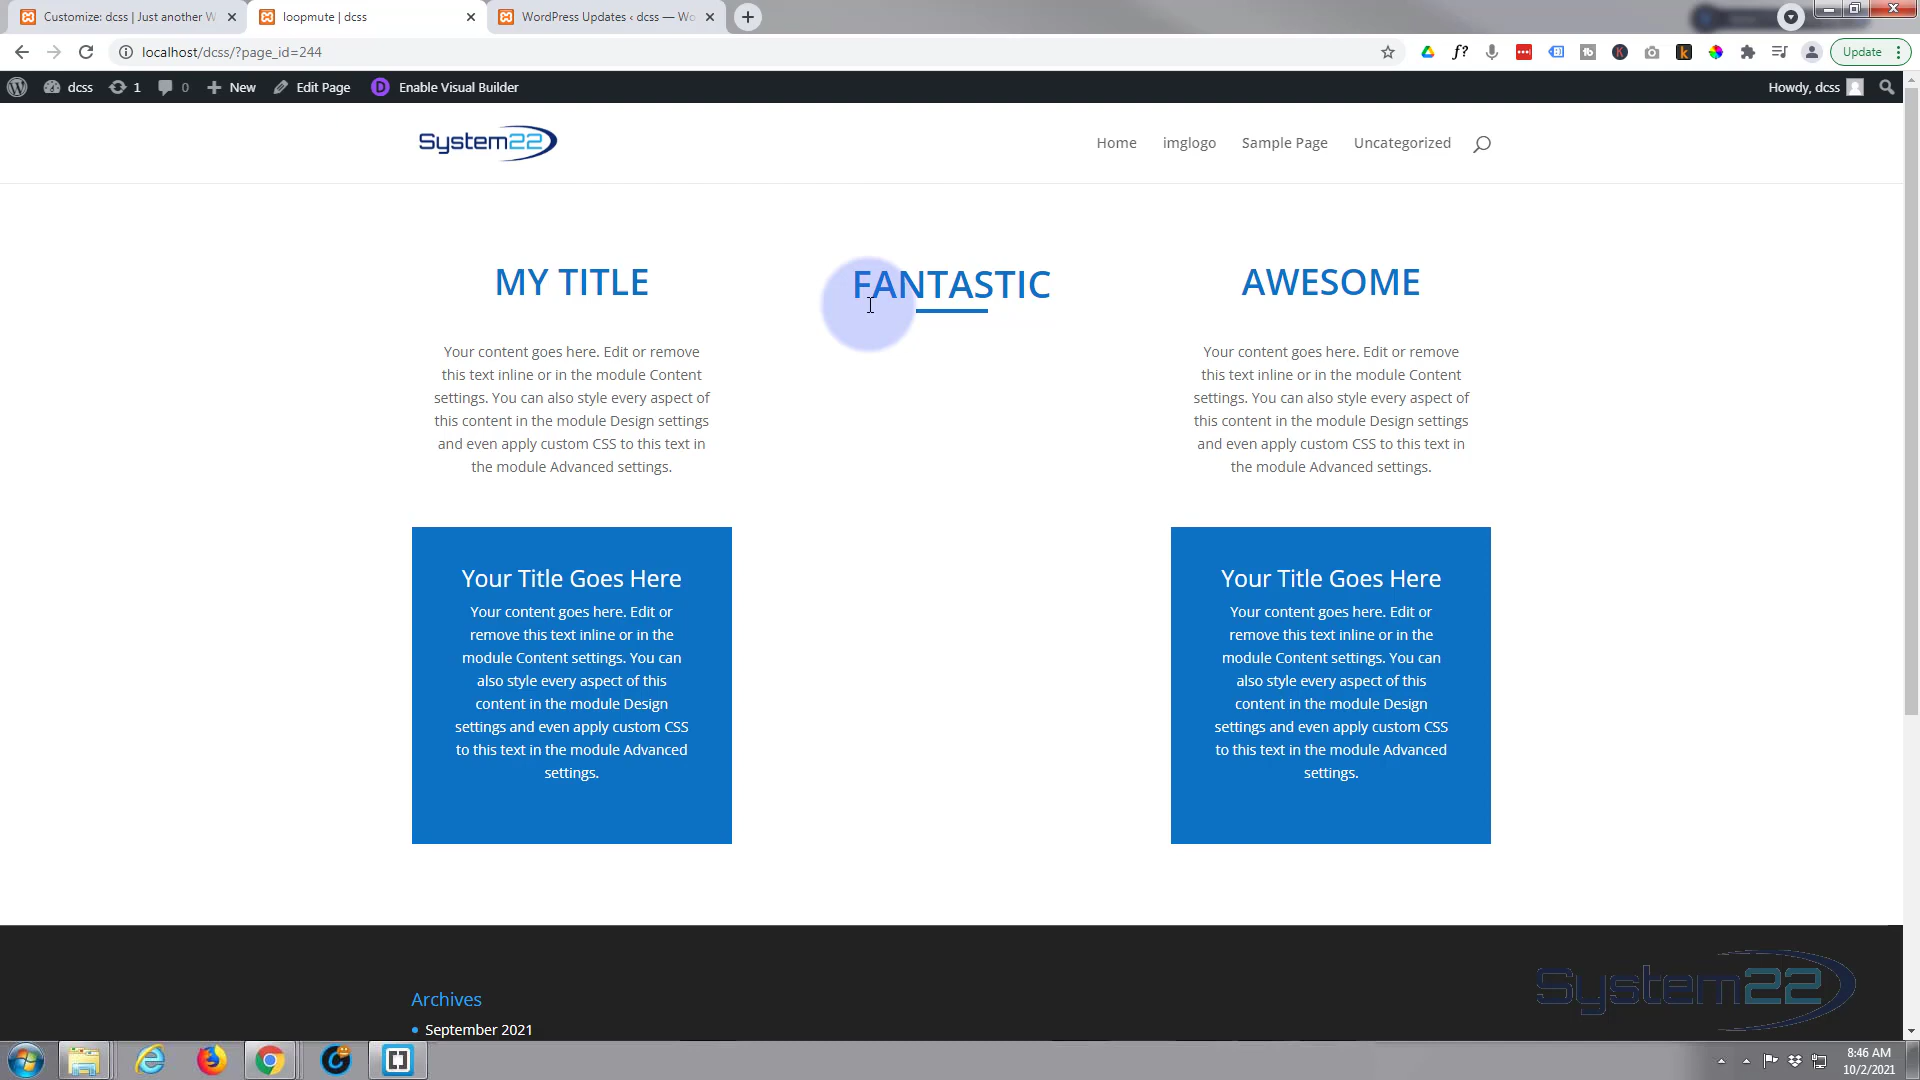 Customize: dcss | Just another W
loopmute | dcss
WordPress Updates ‹ dcss — Wo
localhost/dcss/?page_id=244
Update
dcss
1
0
New
Edit Page
D
Enable Visual Builder
Howdy, dcss
System22
Home
imglogo
Sample Page
Uncategorized
MY TITLE
FANTASTIC
AWESOME
Your content goes here. Edit or remove
this text inline or in the module Content
settings. You can also style every aspect of
this content in the module Design settings
and even apply custom CSS to this text in
the module Advanced settings.
Your content goes here. Edit or remove
this text inline or in the module Content
settings. You can also style every aspect of
this content in the module Design settings
and even apply custom CSS to this text in
the module Advanced settings.
Your Title Goes Here
Your content goes here. Edit or
remove this text inline or in the
module Content settings. You can
also style every aspect of this
content in the module Design
settings and even apply custom CSS
to this text in the module Advanced
settings.
Your Title Goes Here
Your content goes here. Edit or
remove this text inline or in the
module Content settings. You can
also style every aspect of this
content in the module Design
settings and even apply custom CSS
to this text in the module Advanced
settings.
Archives
September 2021
System22
8:46 AM
10/2/2021